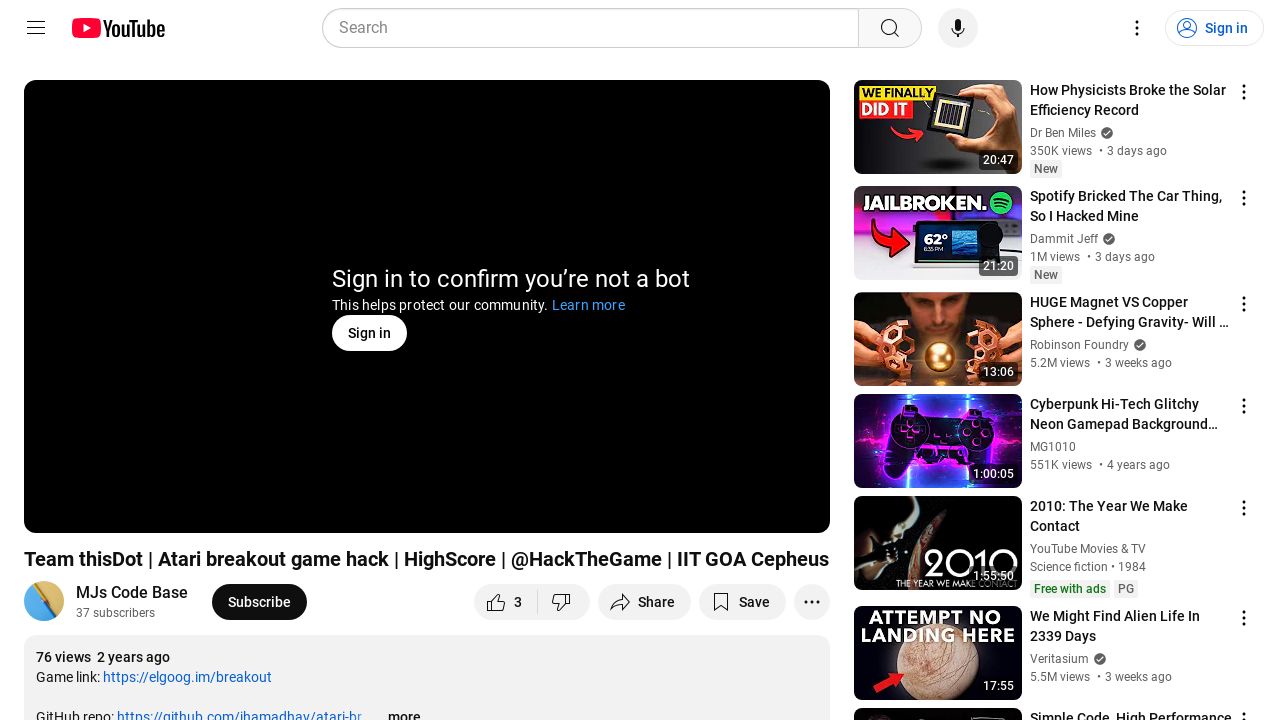 YouTube
Search
Sign in
Sign in to confirm you’re not a bot
This helps protect our community. Learn more
Sign in
Team thisDot | Atari breakout game hack | HighScore | @HackTheGame | IIT GOA Cepheus
MJs Code Base
37 subscribers
Subscribe
3
Share
Save
76 views 2 years ago
Game link: https://elgoog.im/breakout
GitHub repo: https://github.com/jhamadhav/atari-br
...more
WE FINALLY
DID IT
20:47
How Physicists Broke the Solar
Efficiency Record
Dr Ben Miles
350K views • 3 days ago
New
JAILBROKEN.
62°
6:35 PM
21:20
Spotify Bricked The Car Thing,
So I Hacked Mine
Dammit Jeff
1M views • 3 days ago
New
13:06
HUGE Magnet VS Copper
Sphere - Defying Gravity- Will ...
Robinson Foundry
5.2M views • 3 weeks ago
1:00:05
Cyberpunk Hi-Tech Glitchy
Neon Gamepad Background...
MG1010
551K views • 4 years ago
2010
THE YEAR WE MAKE CONTACT
1:55:50
2010: The Year We Make
Contact
YouTube Movies & TV
Science fiction • 1984
Free with ads
PG
ATTEMPT NO
LANDING HERE
17:55
We Might Find Alien Life In
2339 Days
Veritasium
5.5M views • 3 weeks ago
Simple Code, High Performance